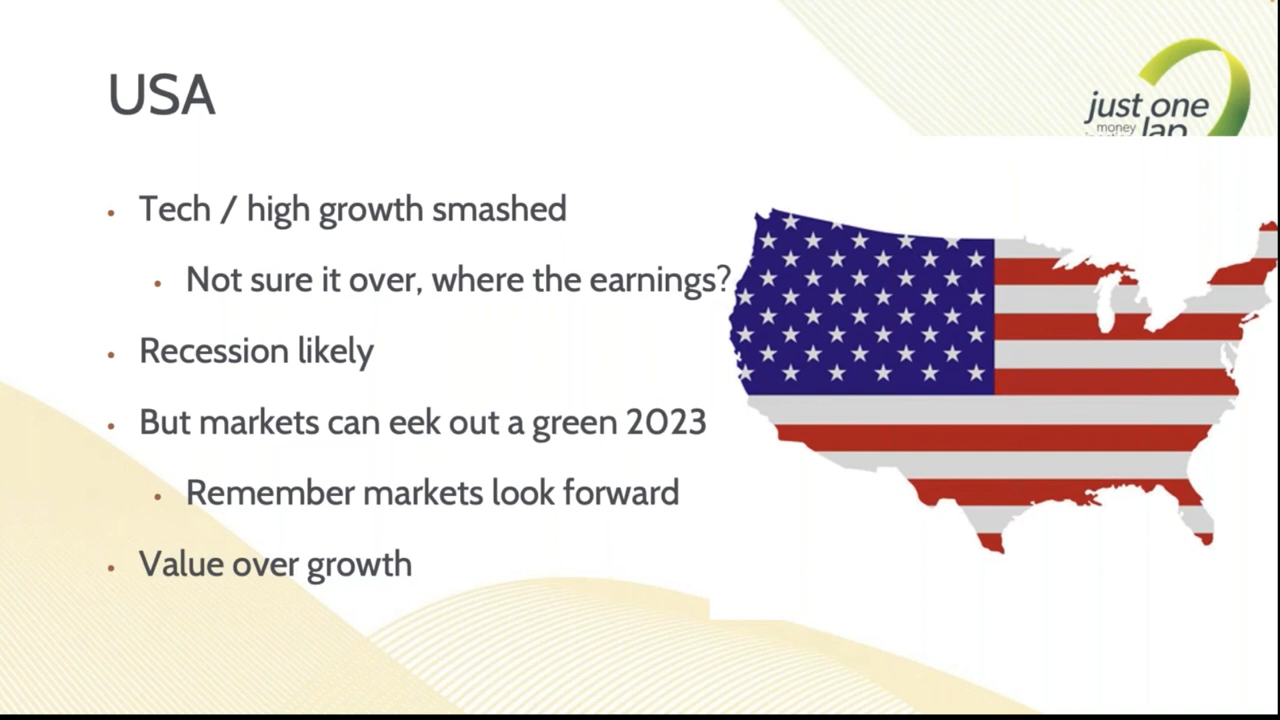 USA
just one
money
lap
Tech / high growth smashed
Not sure it over, where the earnings?
Recession likely
But markets can eek out a green 2023
Remember markets look forward
Value over growth